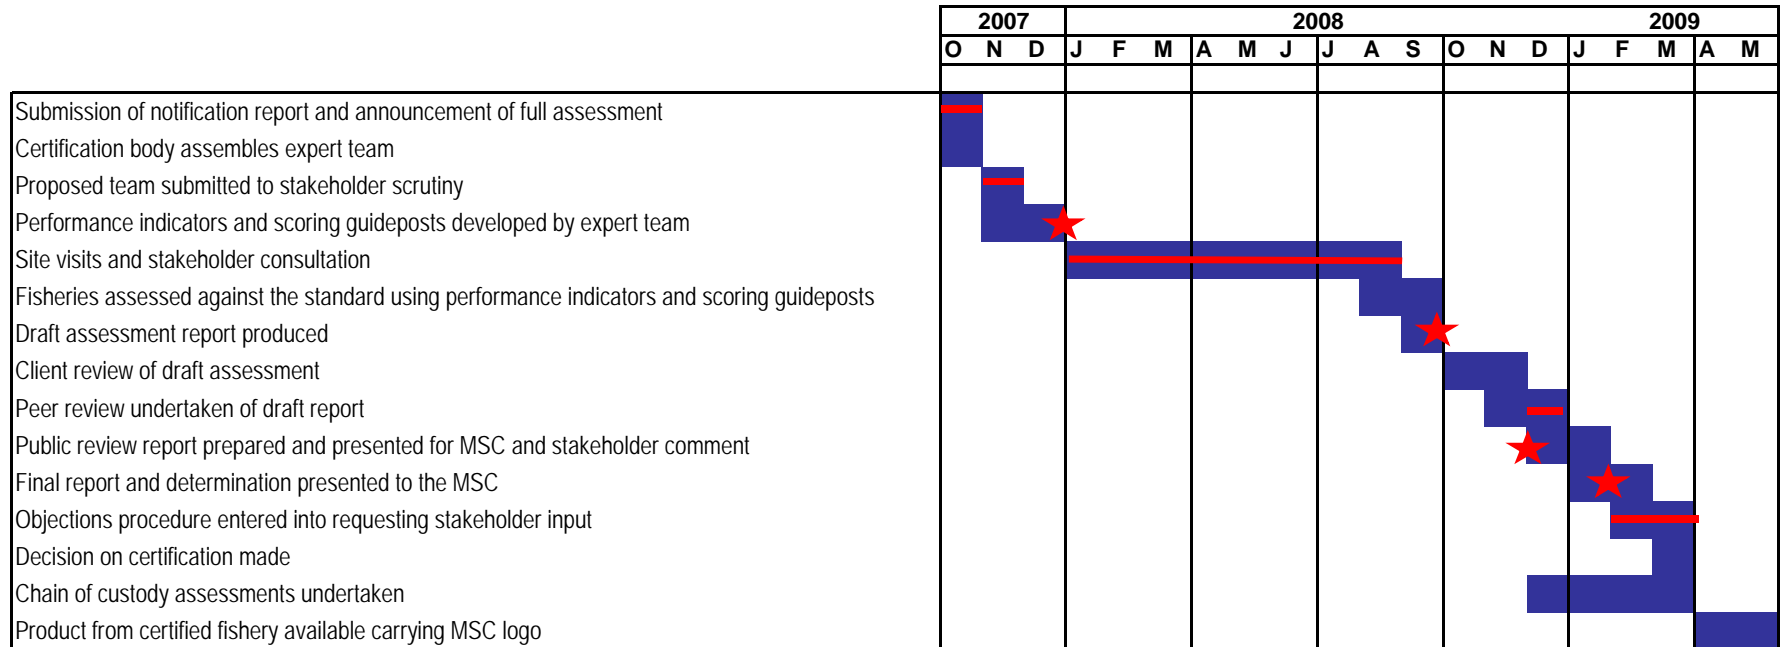 2007 2008 2009
O N D J F M A M J J A S O N D J F M A M
Submission of notification report and announcement of full assessment
Certification body assembles expert team
Proposed team submitted to stakeholder scrutiny
Performance indicators and scoring guideposts developed by expert team
Site visits and stakeholder consultation
Fisheries assessed against the standard using performance indicators and scoring guideposts
Draft assessment report produced
Client review of draft assessment
Peer review undertaken of draft report
Public review report prepared and presented for MSC and stakeholder comment
Final report and determination presented to the MSC
Objections procedure entered into requesting stakeholder input
Decision on certification made
Chain of custody assessments undertaken
Product from certified fishery available carrying MSC logo